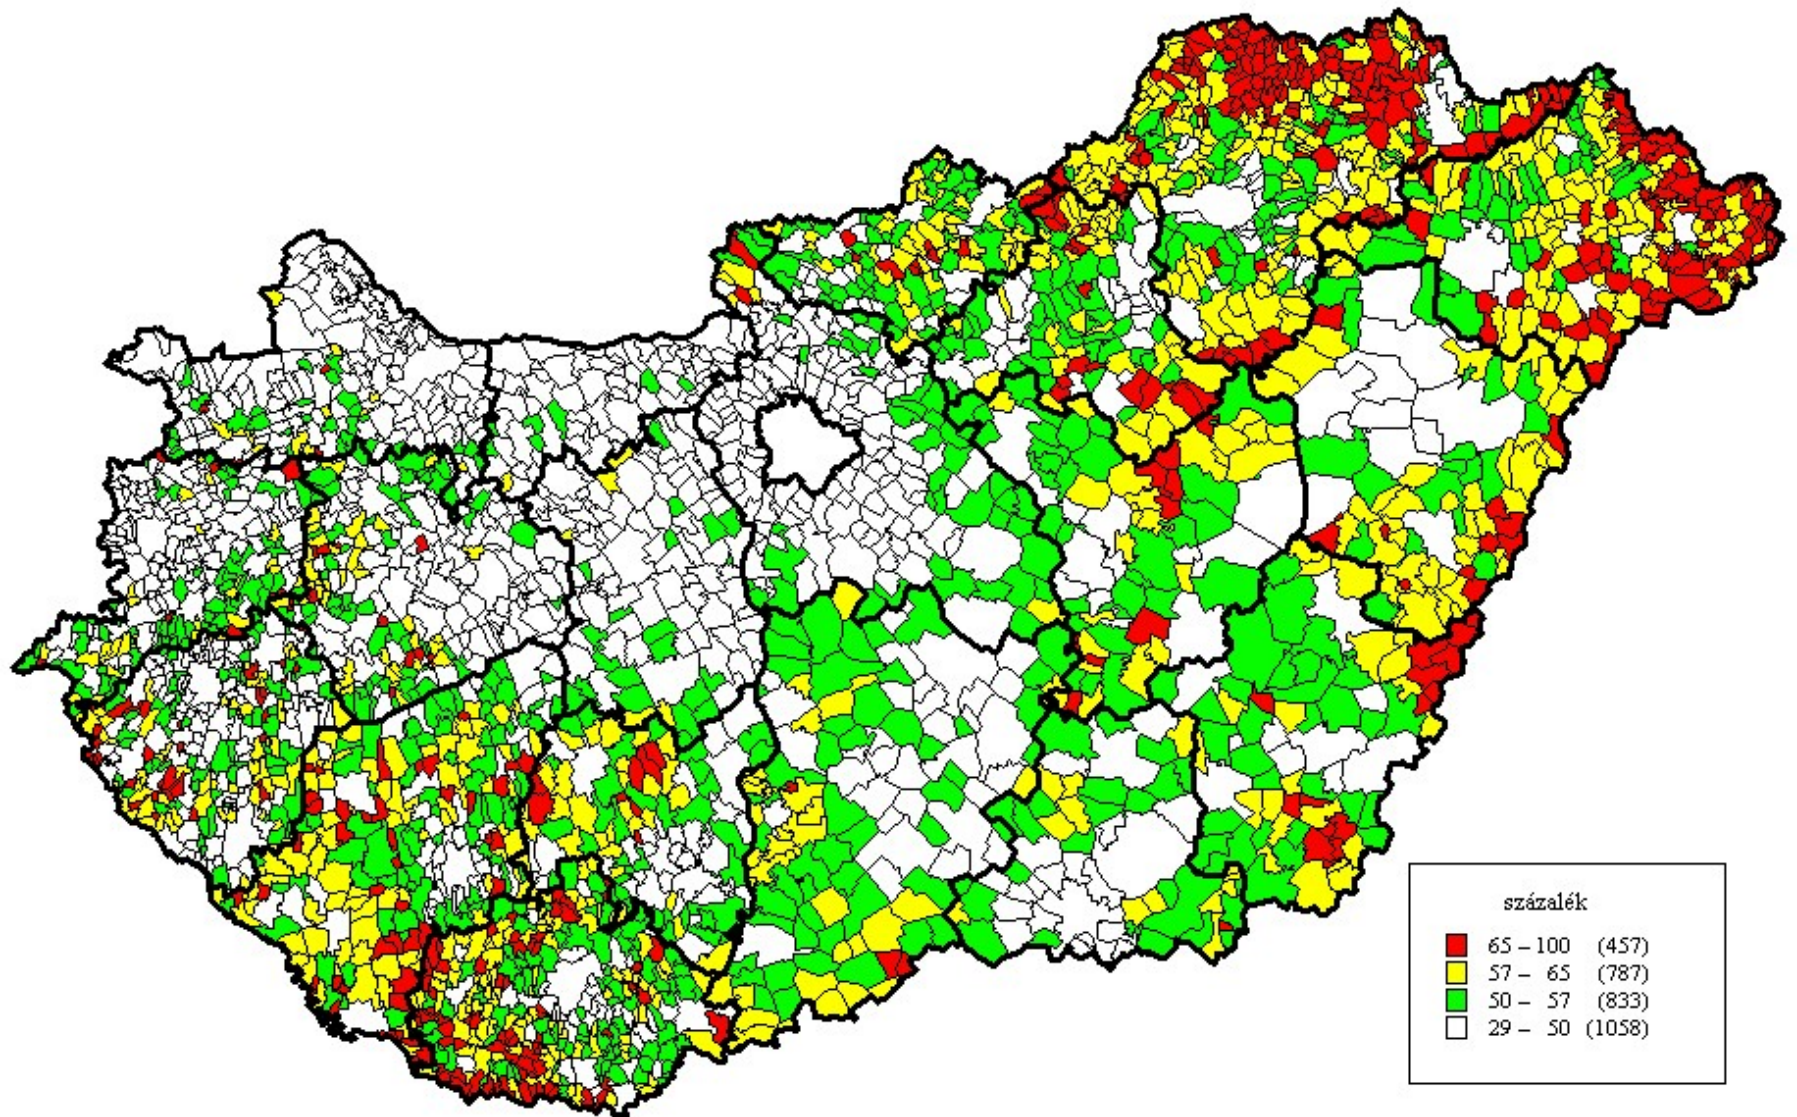 százalék
65 – 100 (457)
57 – 65 (787)
50 – 57 (833)
29 – 50 (1058)